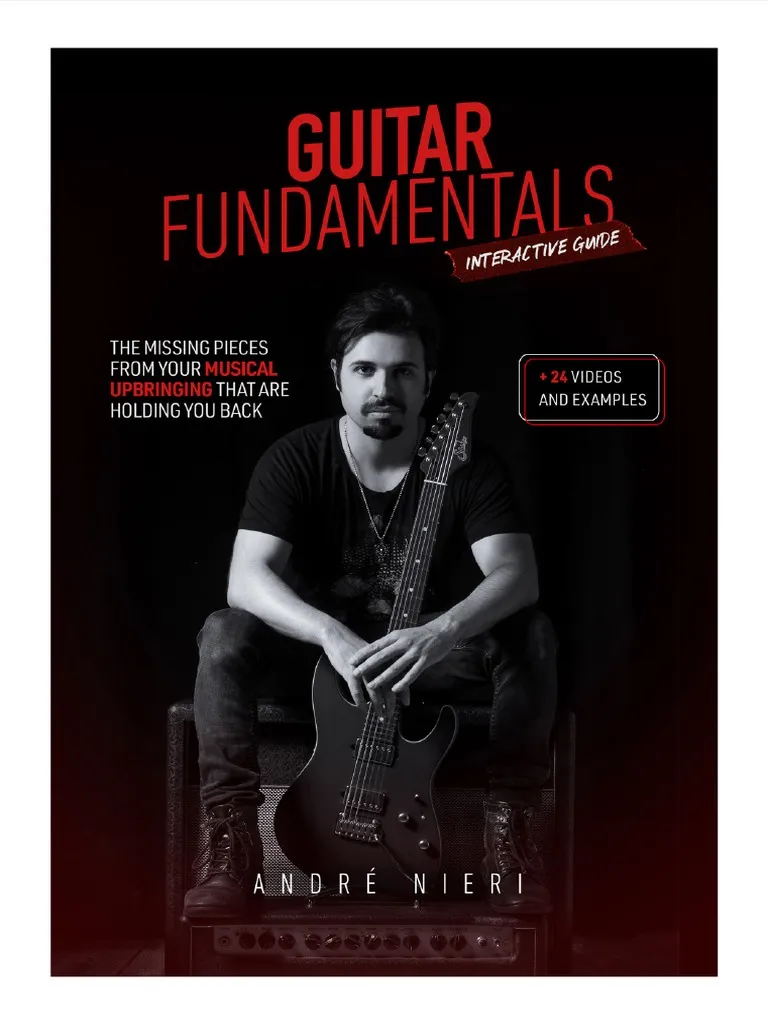 GUITAR
FUNDAMENTALS
INTERACTIVE GUIDE
THE MISSING PIECES
FROM YOUR MUSICAL
UPBRINGING THAT ARE
HOLDING YOU BACK
+ 24 VIDEOS
AND EXAMPLES
ANDRÉ NIERI